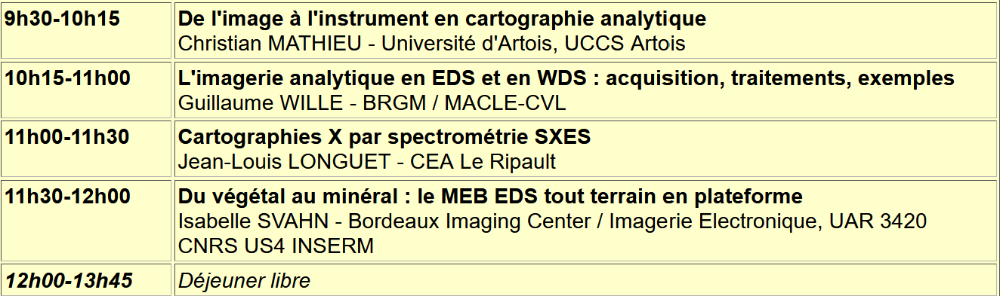 9h30-10h15
De l'image à l'instrument en cartographie analytique
Christian MATHIEU - Université d'Artois, UCCS Artois
10h15-11h00
L'imagerie analytique en EDS et en WDS : acquisition, traitements, exemples
Guillaume WILLE - BRGM / MACLE-CVL
11h00-11h30
Cartographies X par spectrométrie SXES
Jean-Louis LONGUET - CEA Le Ripault
11h30-12h00
Du végétal au minéral : le MEB EDS tout terrain en plateforme
Isabelle SVAHN - Bordeaux Imaging Center / Imagerie Electronique, UAR 3420
CNRS US4 INSERM
12h00-13h45
Déjeuner libre